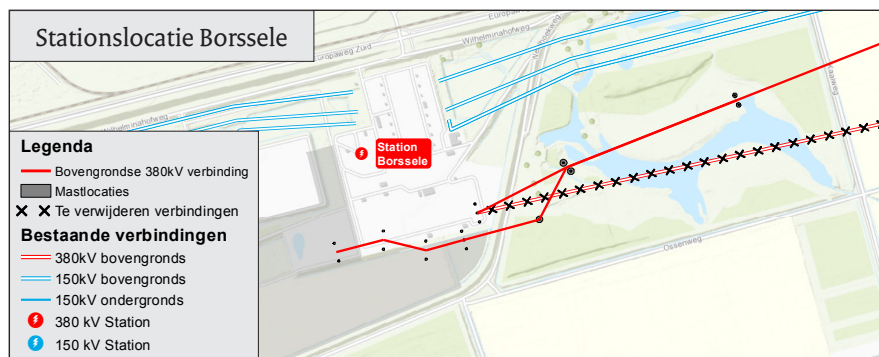 Stationslocatie Borssele
Europaweg Zuid
Wilhelminahofweg
Wilhelminahofweg
Station
Borssele
Legenda
Bovengrondse 380kV verbinding
Mastlocaties
Te verwijderen verbindingen
Bestaande verbindingen
380kV bovengronds
150kV bovengronds
150kV ondergronds
380 kV Station
150 kV Station
Ossenweg